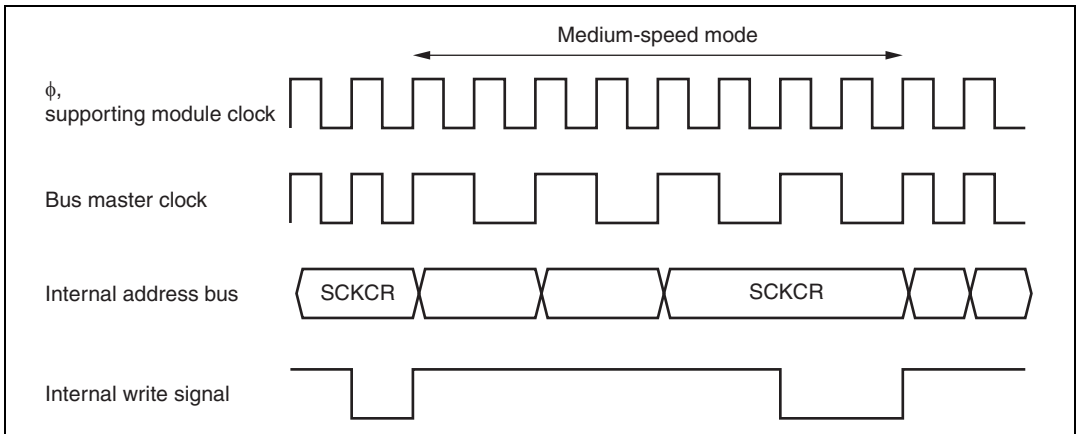 Medium-speed mode
ϕ,
supporting module clock
Bus master clock
Internal address bus
SCKCR
SCKCR
Internal write signal